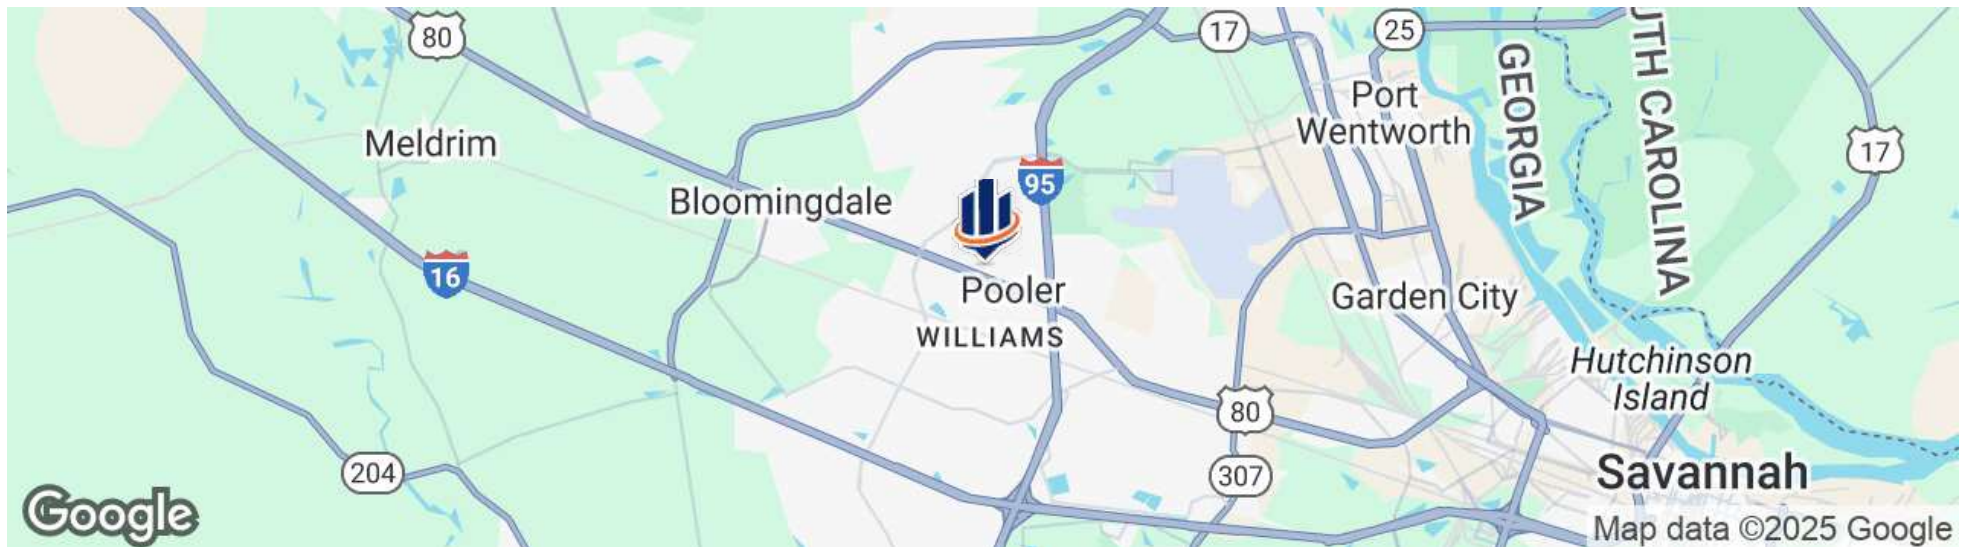 80
17
25
GEORGIA
UTH CAROLINA
Port
Wentworth
Meldrim
17
95
Bloomingdale
16
Pooler
Garden City
WILLIAMS
Hutchinson
Island
80
204
307
Savannah
Google
Map data ©2025 Google